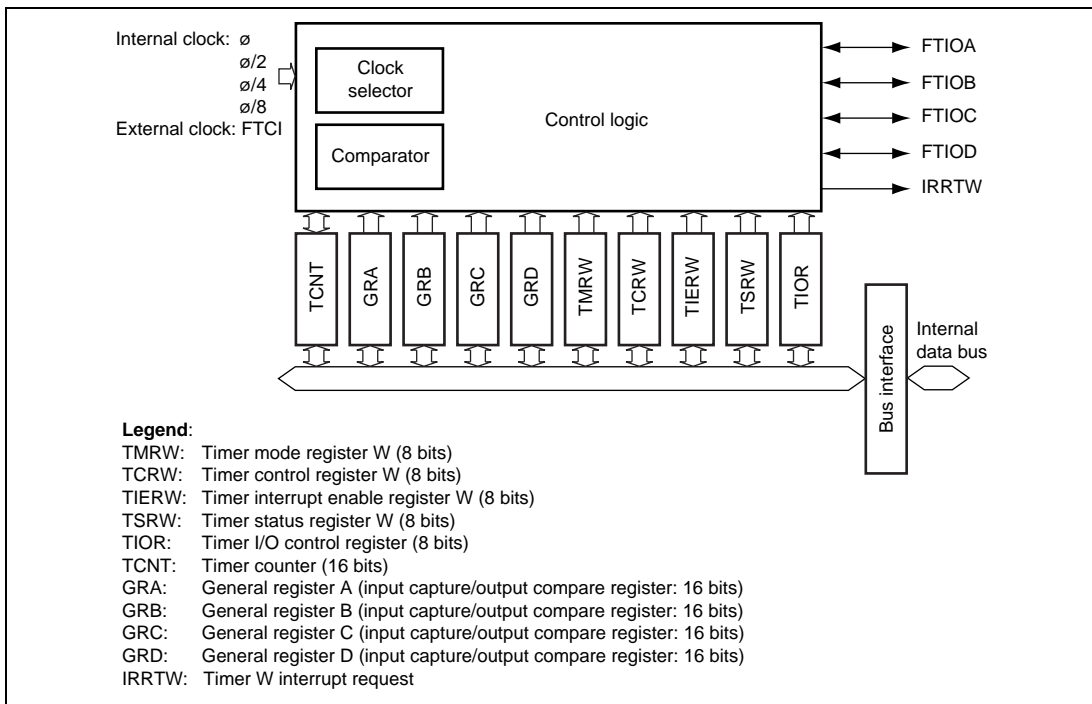 Internal clock: ø
ø/2
ø/4
ø/8
External clock: FTCI
Clock
selector
Comparator
Control logic
FTIOA
FTIOB
FTIOC
FTIOD
IRRTW
TCNT
GRA
GRB
GRC
GRD
TMRW
TCRW
TIERW
TSRW
TIOR
Bus interface
Internal
data bus
Legend:
TMRW: Timer mode register W (8 bits)
TCRW: Timer control register W (8 bits)
TIERW: Timer interrupt enable register W (8 bits)
TSRW: Timer status register W (8 bits)
TIOR: Timer I/O control register (8 bits)
TCNT: Timer counter (16 bits)
GRA: General register A (input capture/output compare register: 16 bits)
GRB: General register B (input capture/output compare register: 16 bits)
GRC: General register C (input capture/output compare register: 16 bits)
GRD: General register D (input capture/output compare register: 16 bits)
IRRTW: Timer W interrupt request